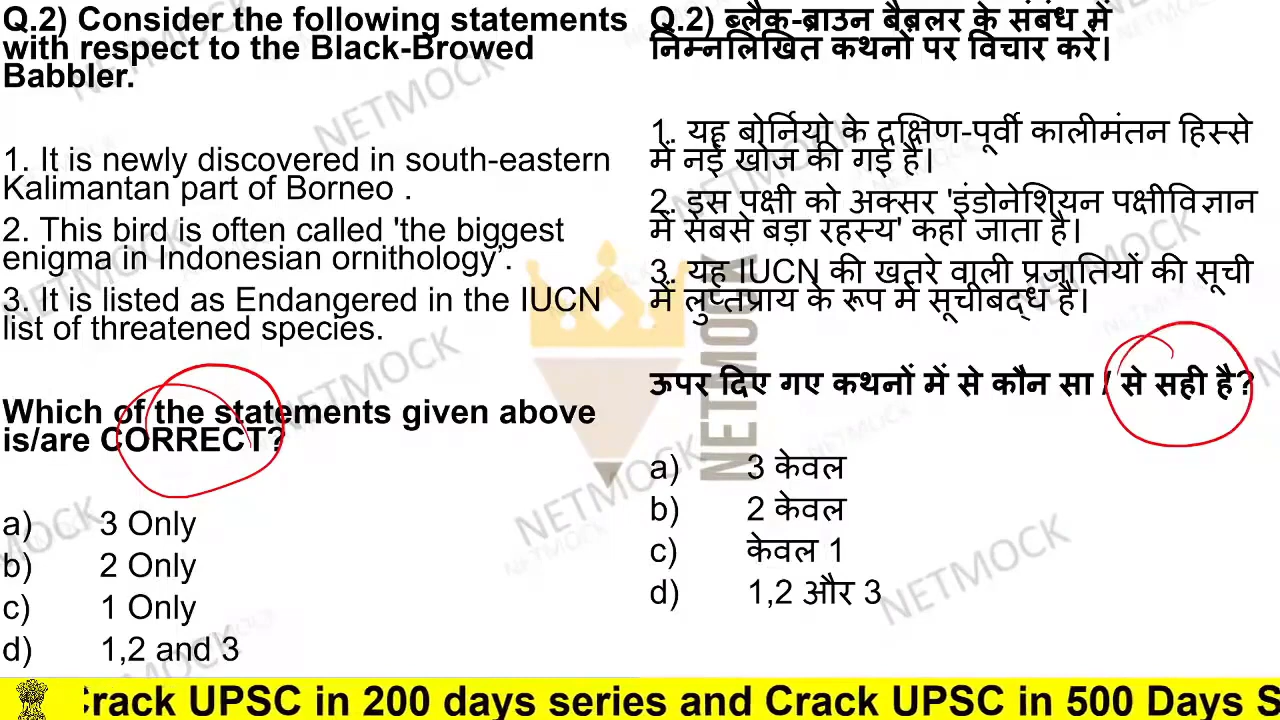 Q.2) Consider the following statements
with respect to the Black-Browed
Babbler.
1. It is newly discovered in south-eastern
Kalimantan part of Borneo .
2. This bird is often called 'the biggest
enigma in Indonesian ornithology’.
3. It is listed as Endangered in the IUCN
list of threatened species.
Which of the statements given above
is/are CORRECT?
a) 3 Only
b) 2 Only
c) 1 Only
d) 1,2 and 3
Q.2) ब्लैक-ब्राउन बैबलर के संबंध में
निम्नलिखित कथनों पर विचार करें।
1. यह बोर्नियो के दक्षिण-पूर्वी कालीमंतन हिस्से
में नई खोज की गई है।
2. इस पक्षी को अक्सर 'इंडोनेशियन पक्षीविज्ञान
में सबसे बड़ा रहस्य' कहा जाता है।
3. यह IUCN की खतरे वाली प्रजातियों की सूची
में लुप्तप्राय के रूप में सूचीबद्ध है।
ऊपर दिए गए कथनों में से कौन सा / से सही है?
a) 3 केवल
b) 2 केवल
c) केवल 1
d) 1,2 और 3
NETMOCK
Crack UPSC in 200 days series and Crack UPSC in 500 Days S